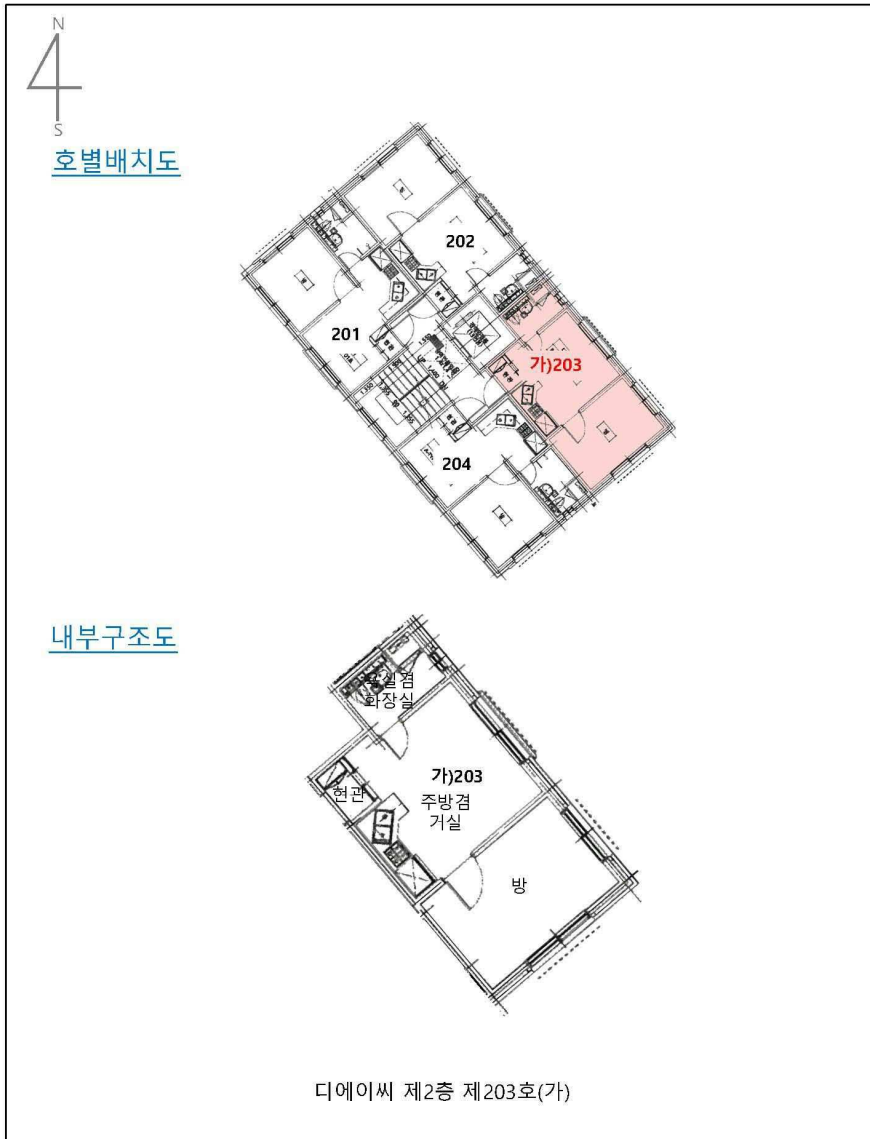 N
S
호별배치도
202
201
가)203
204
내부구조도
욕실겸
화장실
가)203
현관
주방겸
거실
방
디에이씨 제2층 제203호(가)